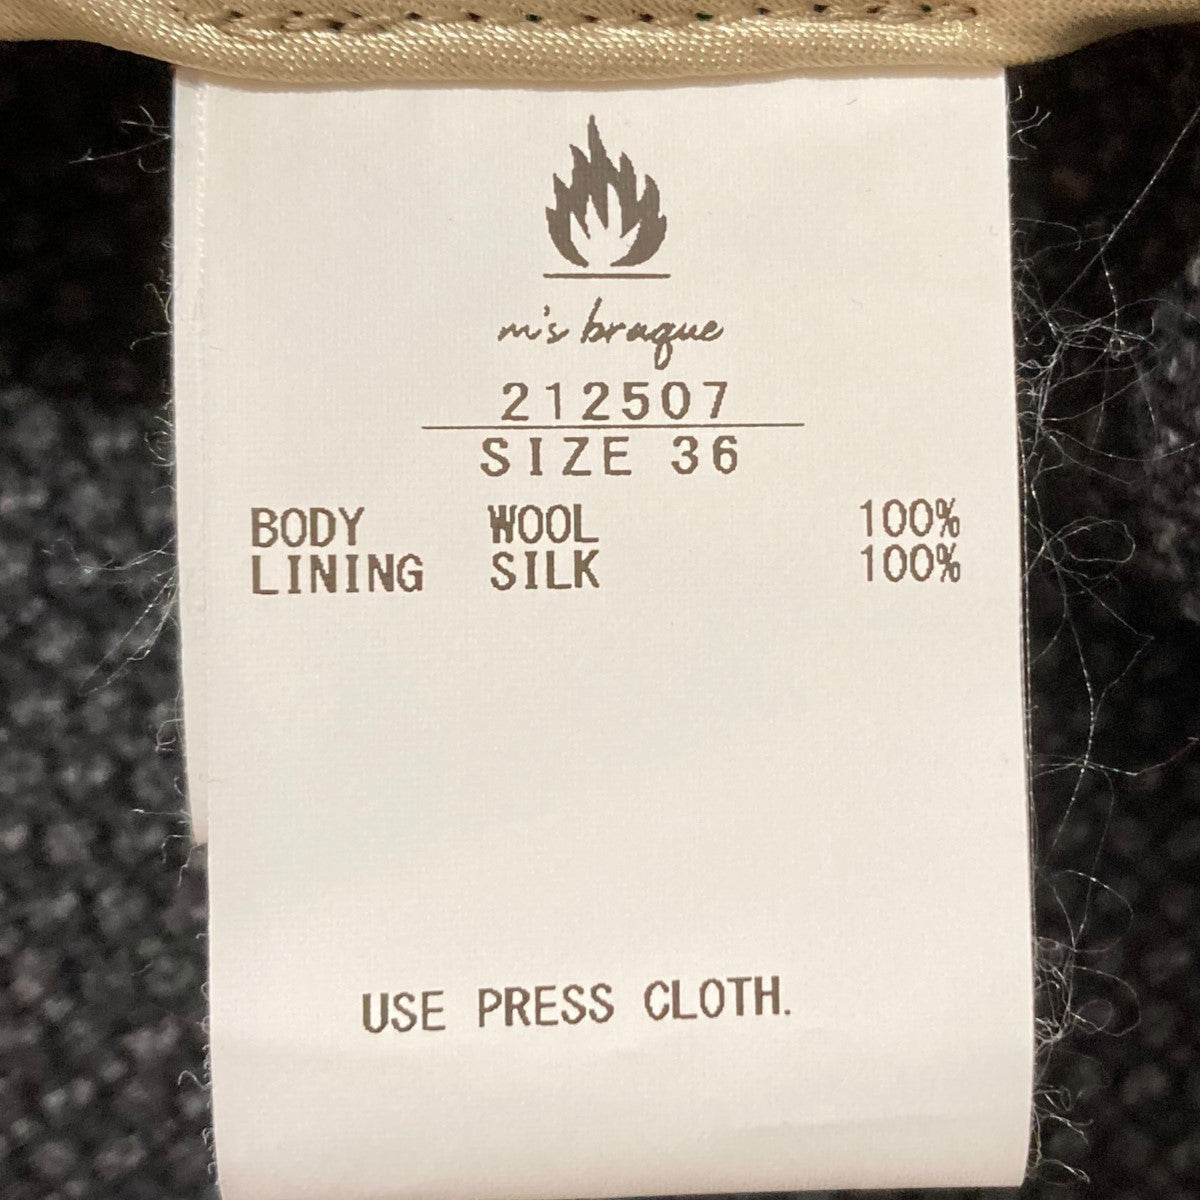 m's braque
212507
SIZE 36
BODY WOOL 100%
LINING SILK 100%
USE PRESS CLOTH.